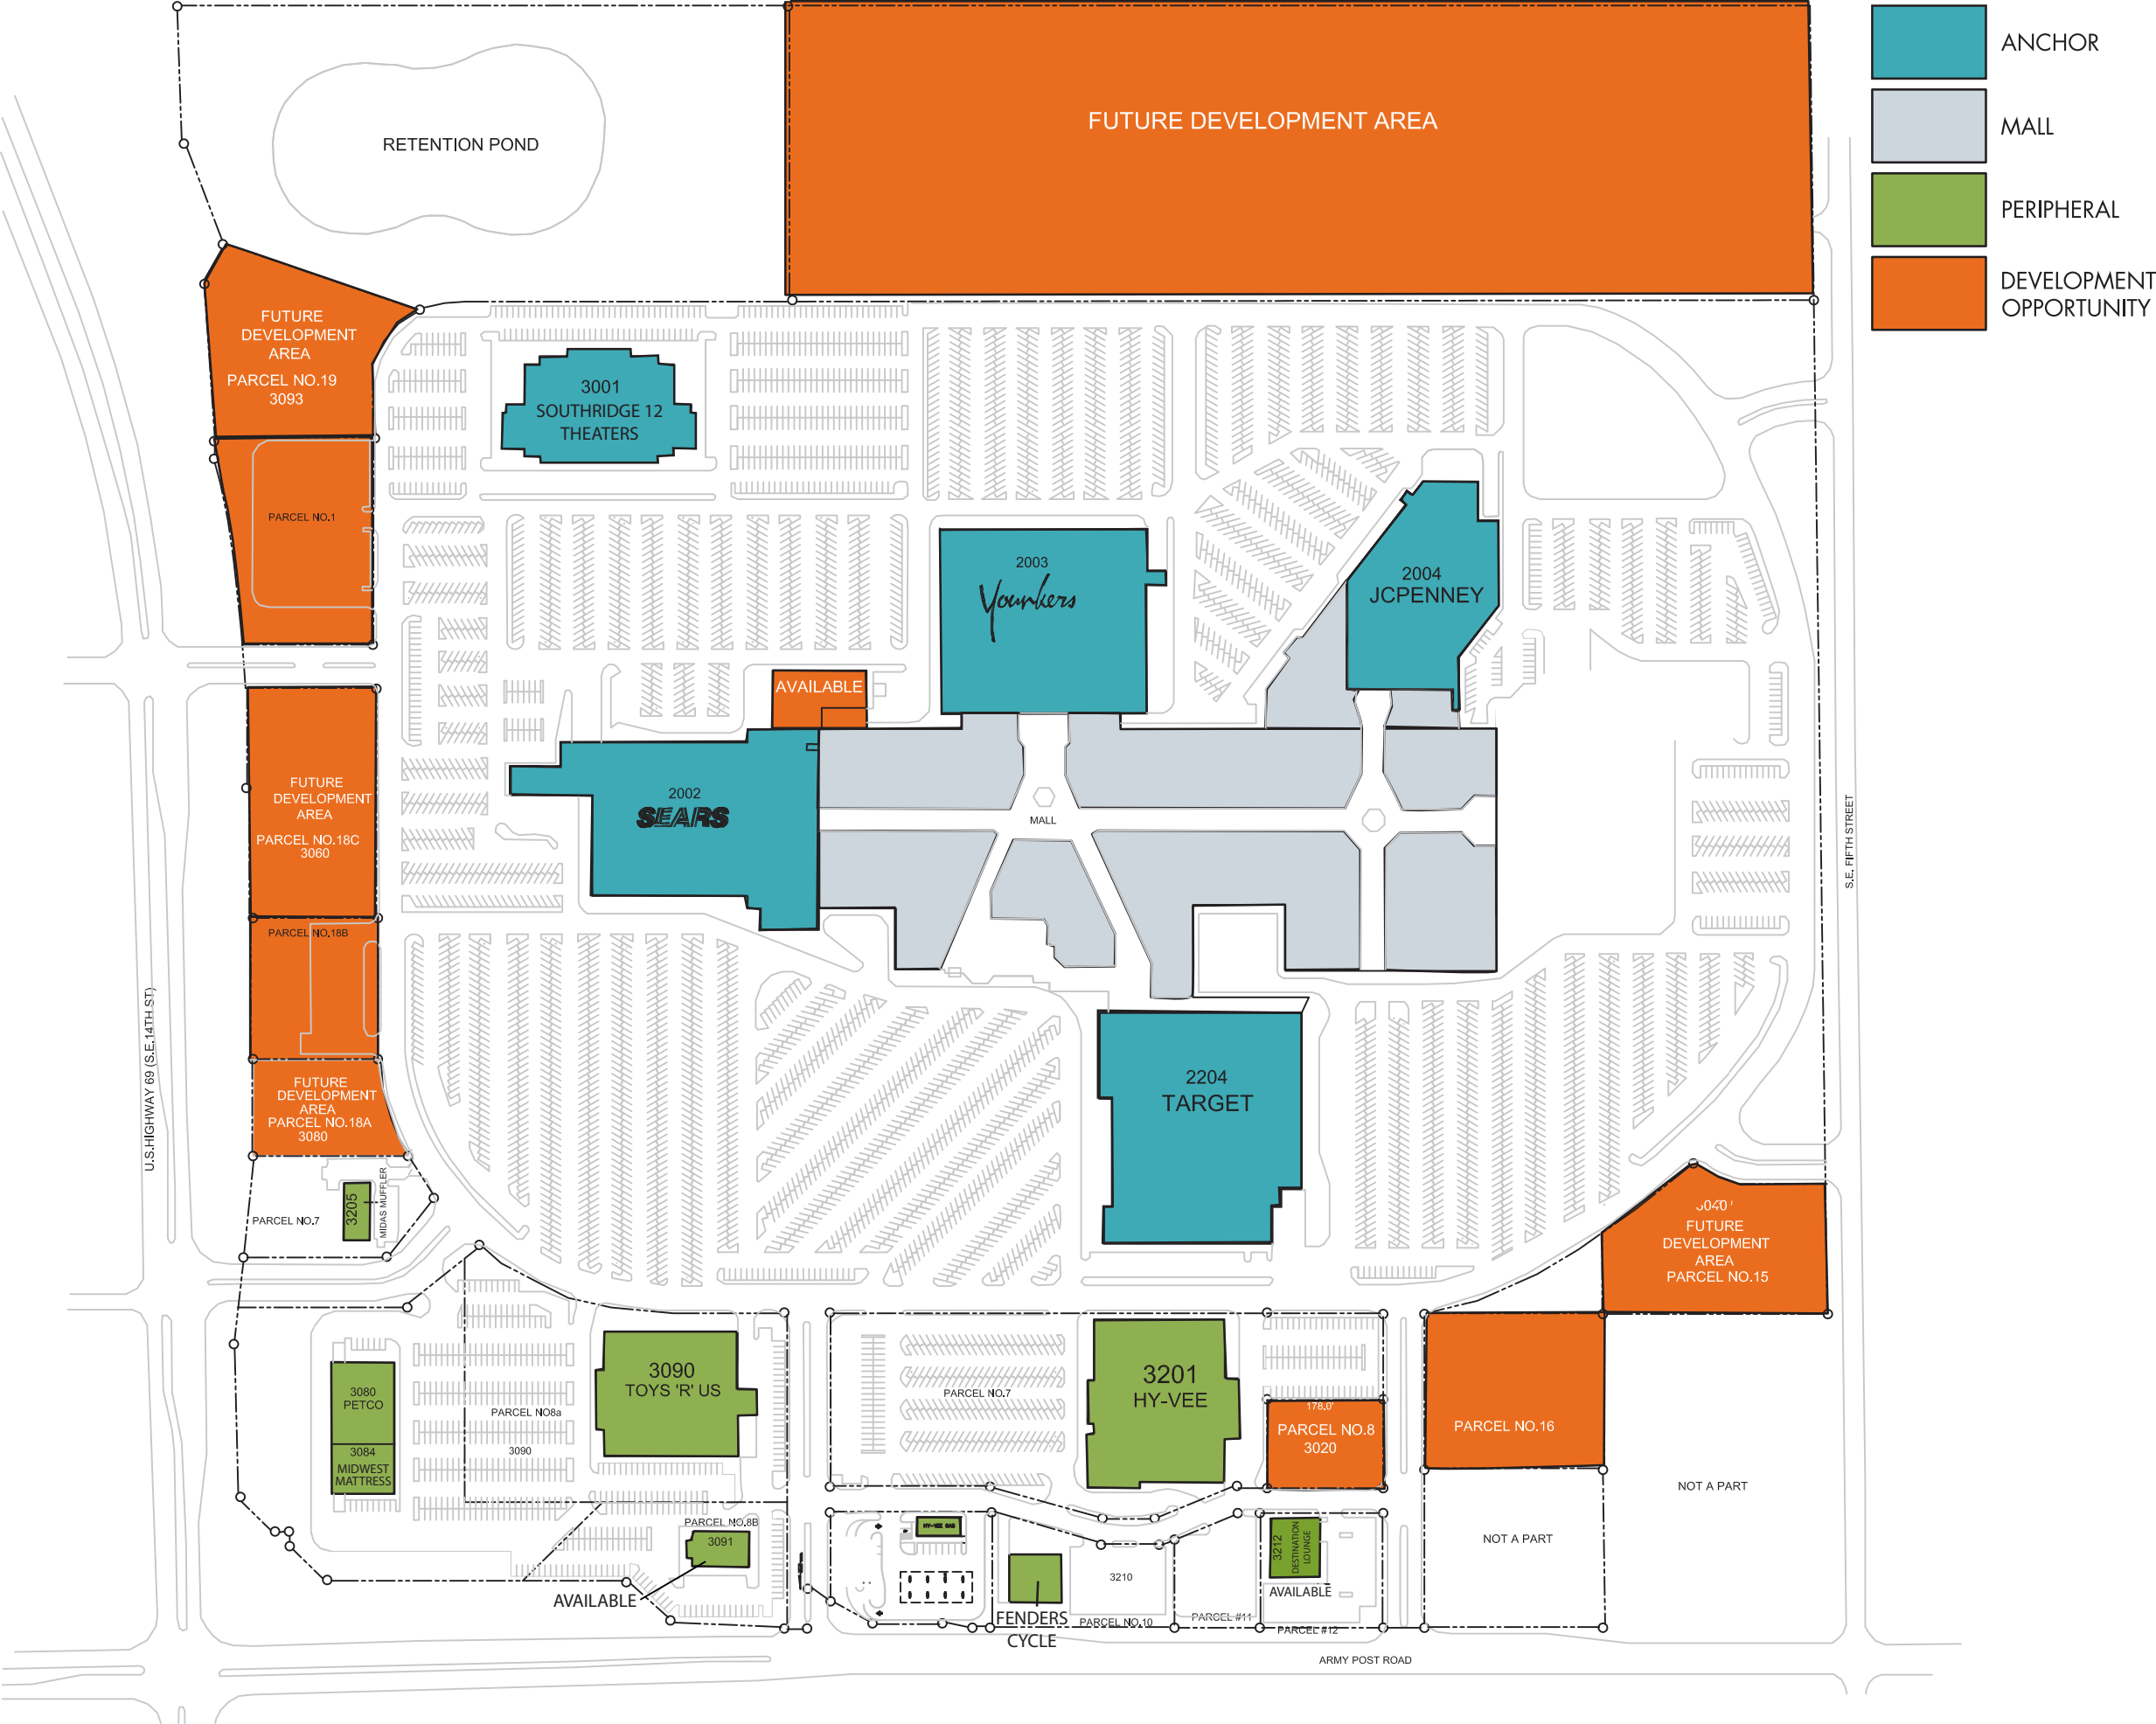 ANCHOR
MALL
PERIPHERAL
DEVELOPMENT
OPPORTUNITY
FUTURE DEVELOPMENT AREA
RETENTION POND
FUTURE
DEVELOPMENT
AREA
PARCEL NO.19
3093
3001
SOUTHRIDGE 12
THEATERS
PARCEL NO.1
2003
Younkers
2004
JCPENNEY
AVAILABLE
2002
SEARS
MALL
FUTURE
DEVELOPMENT
AREA
PARCEL NO.18C
3060
PARCEL NO.18B
S.E. FIFTH STREET
U.S.HIGHWAY 69 (S.E.14TH ST)
FUTURE
DEVELOPMENT
AREA
PARCEL NO.18A
3080
2204
TARGET
PARCEL NO.7
3205
MIDAS MUFFLER
3040'
FUTURE
DEVELOPMENT
AREA
PARCEL NO.15
3080
PETCO
3084
MIDWEST
MATTRESS
PARCEL NO8a
3090
3090
TOYS 'R' US
PARCEL NO.7
3201
HY-VEE
178.0'
PARCEL NO.8
3020
PARCEL NO.16
NOT A PART
NOT A PART
PARCEL NO.8B
3091
AVAILABLE
HY-VEE GAS
FENDERS
CYCLE
3210
PARCEL NO.10
PARCEL #11
3212
DESTINATION
LOUNGE
AVAILABLE
PARCEL #12
ARMY POST ROAD